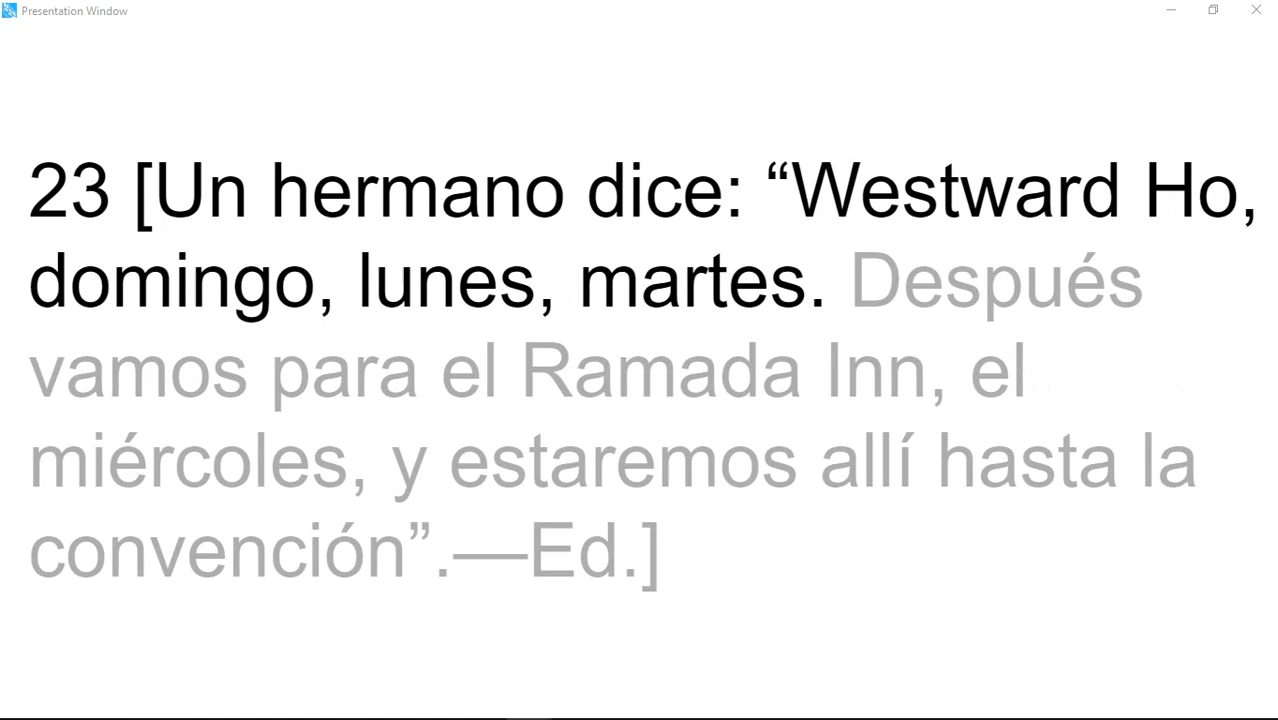 Presentation Window
23 [Un hermano dice: “Westward Ho,
domingo, lunes, martes. Después
vamos para el Ramada Inn, el
miércoles, y estaremos allí hasta la
convención”.—Ed.]